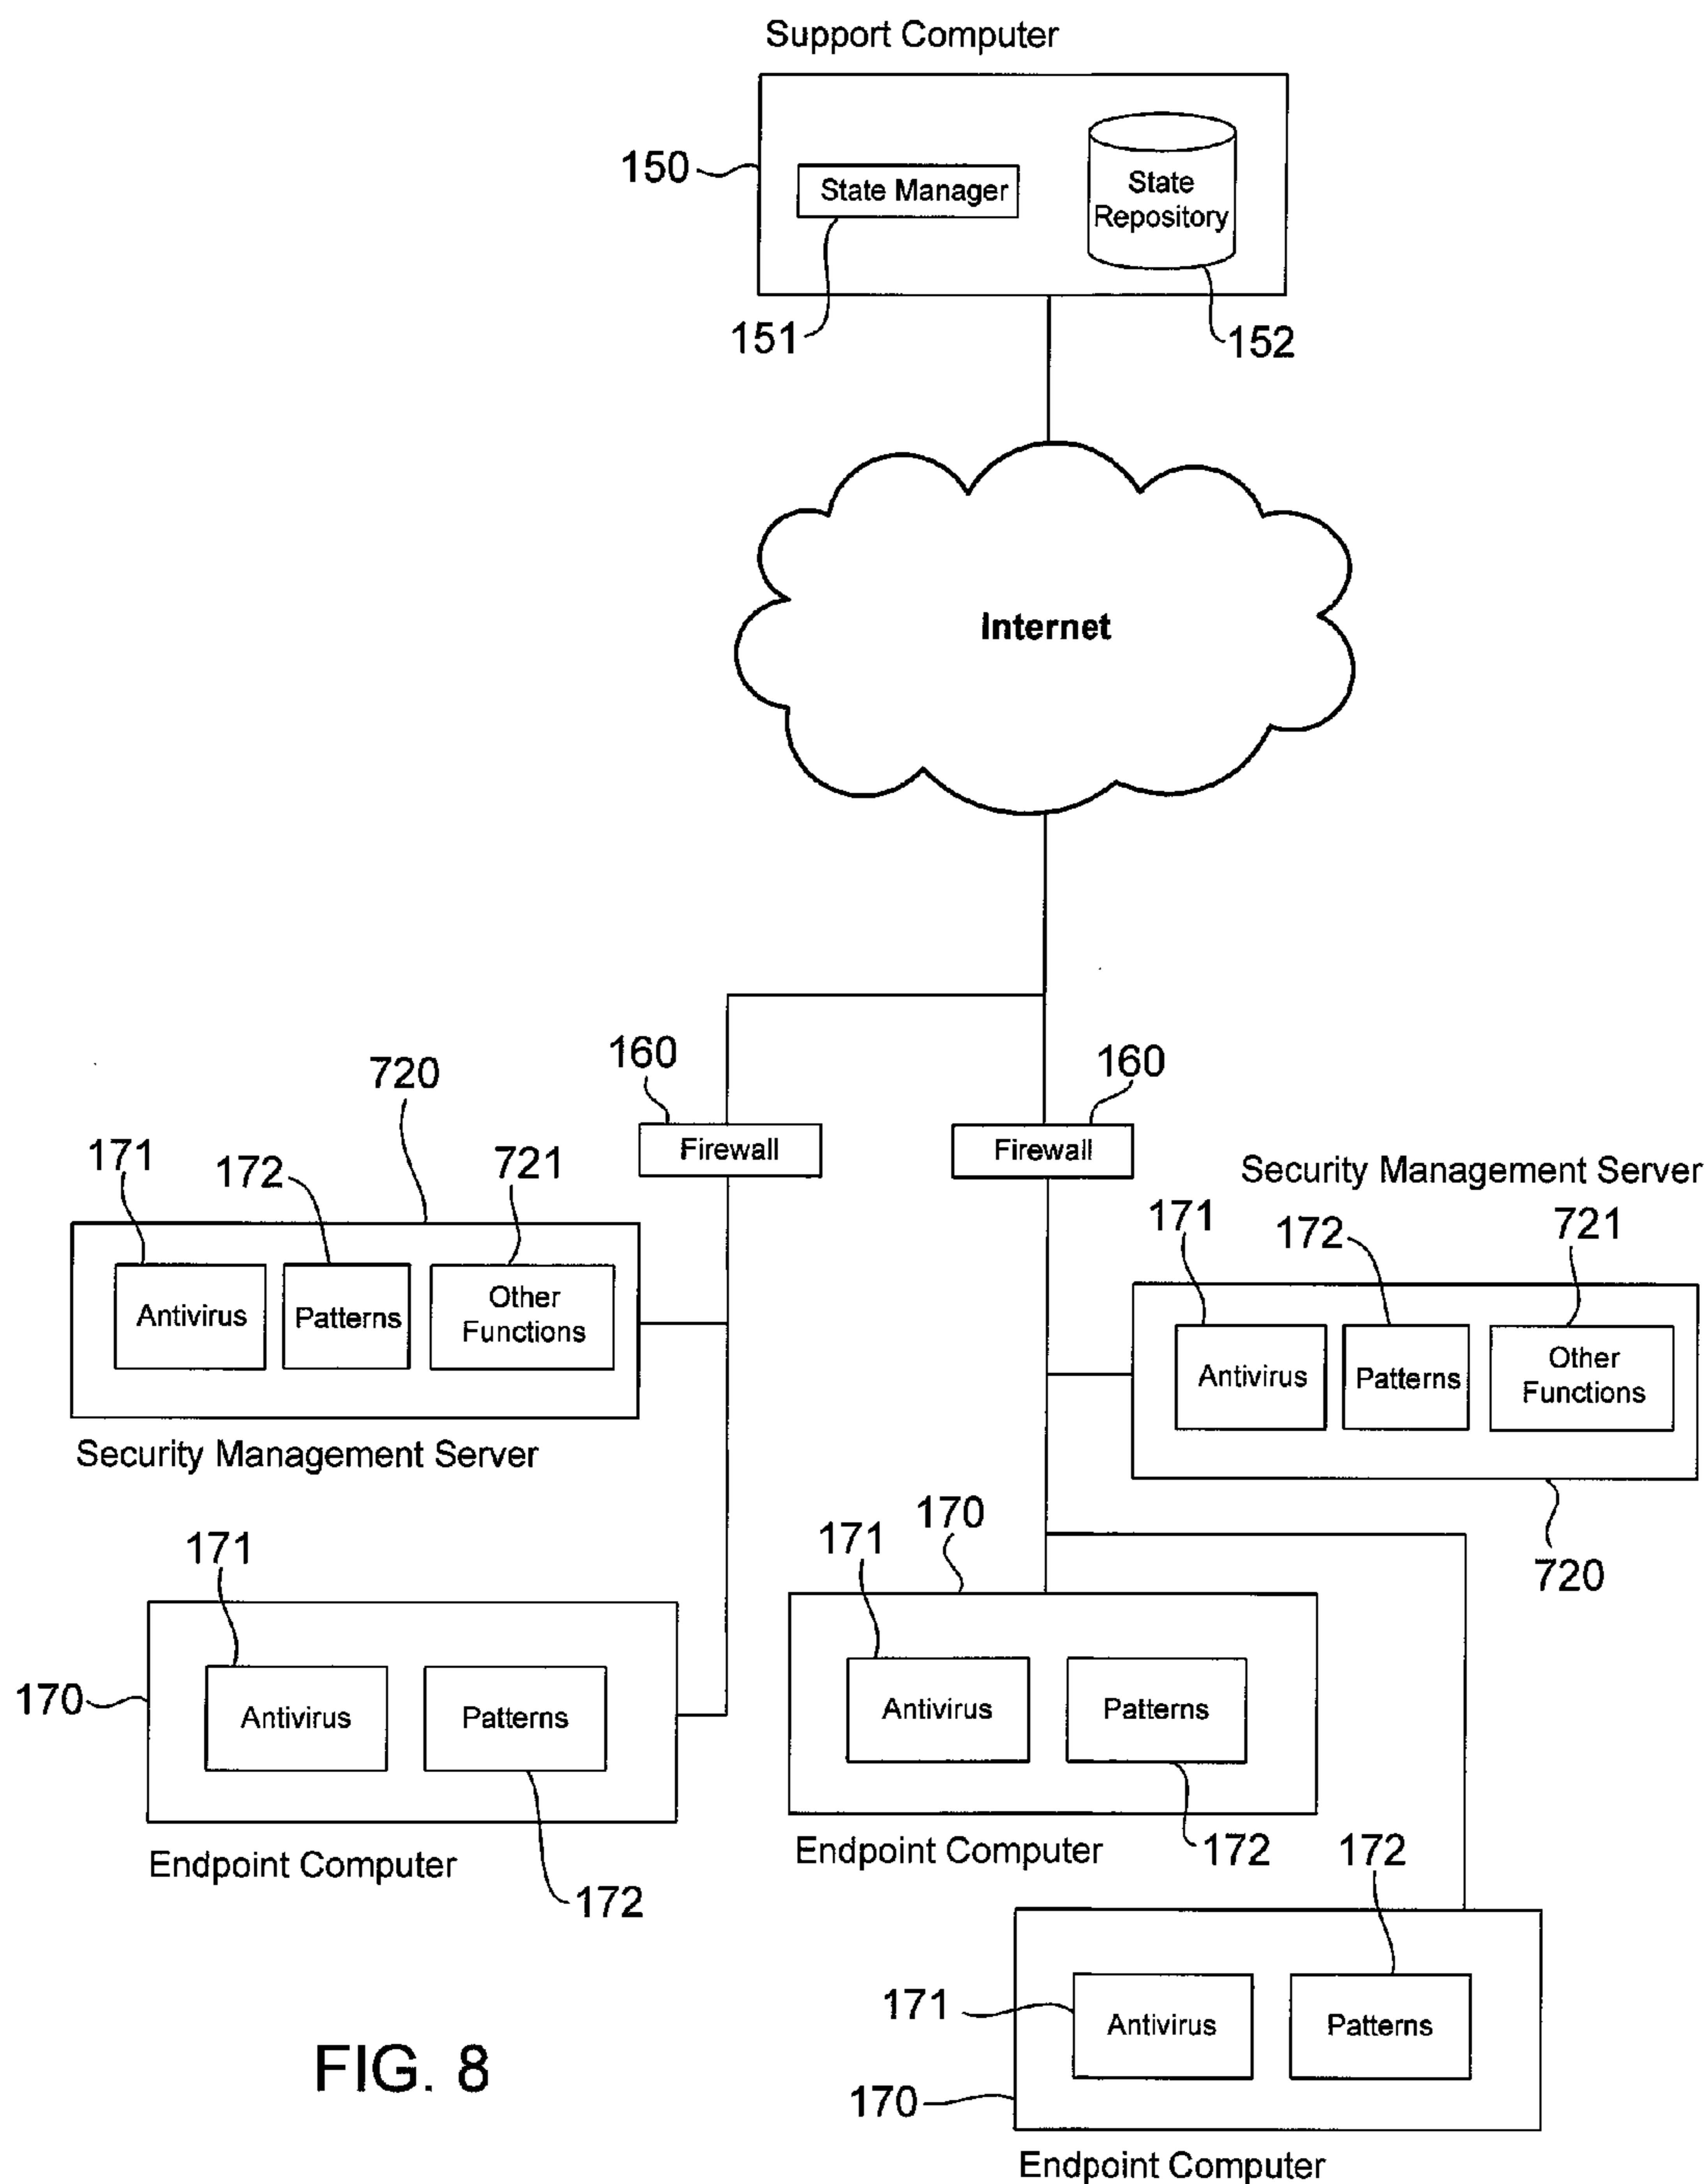 Support Computer
150
State Manager
State
Repository
151
152
Internet
160
160
720
171
172
721
Firewall
Firewall
Security Management Server
171
172
721
Antivirus
Patterns
Other
Functions
Antivirus
Patterns
Other
Functions
Security Management Server
720
171
170
171
170
Antivirus
Patterns
Antivirus
Patterns
Endpoint Computer
172
Endpoint Computer
172
172
171
Antivirus
Patterns
FIG. 8
170
Endpoint Computer